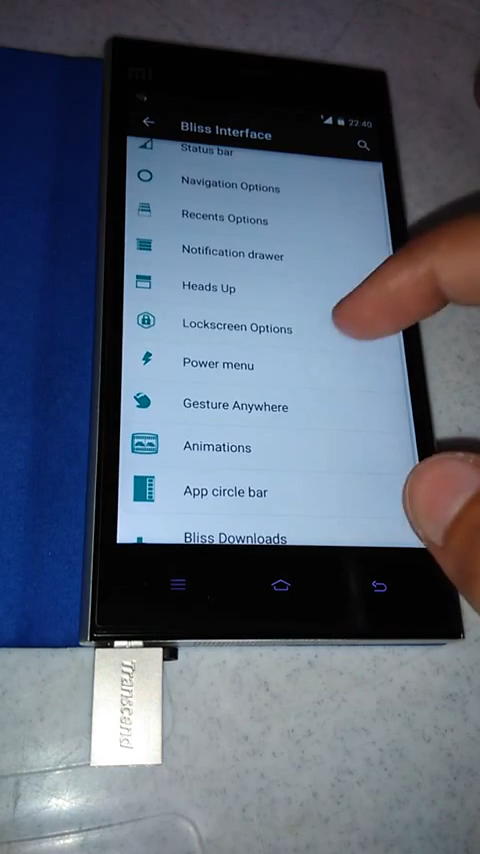 mi
22:40
Bliss Interface
Status bar
Navigation Options
Recents Options
Notification drawer
Heads Up
Lockscreen Options
Power menu
Gesture Anywhere
Animations
App circle bar
Bliss Downloads
Transcend